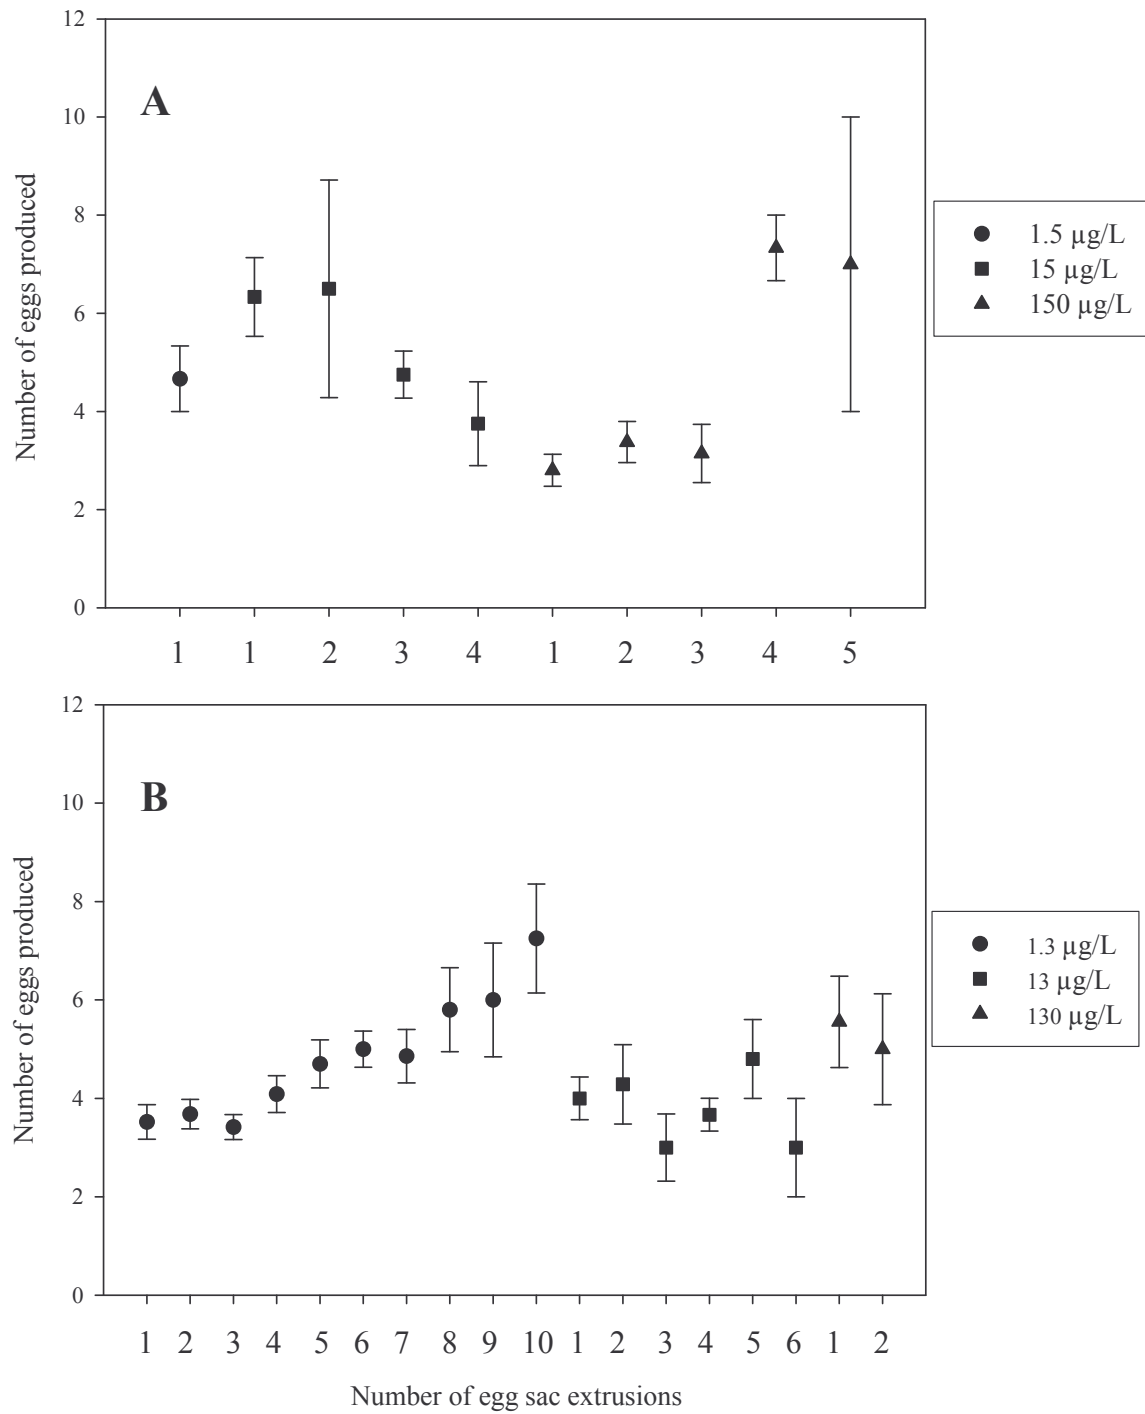 12
A
10
8
6
4
2
0
Number of eggs produced
1 1 2 3 4 1 2 3 4 5
1.5 µg/L
15 µg/L
150 µg/L
12
B
10
8
6
4
2
0
Number of eggs produced
1 2 3 4 5 6 7 8 9 10 1 2 3 4 5 6 1 2
Number of egg sac extrusions
1.3 µg/L
13 µg/L
130 µg/L